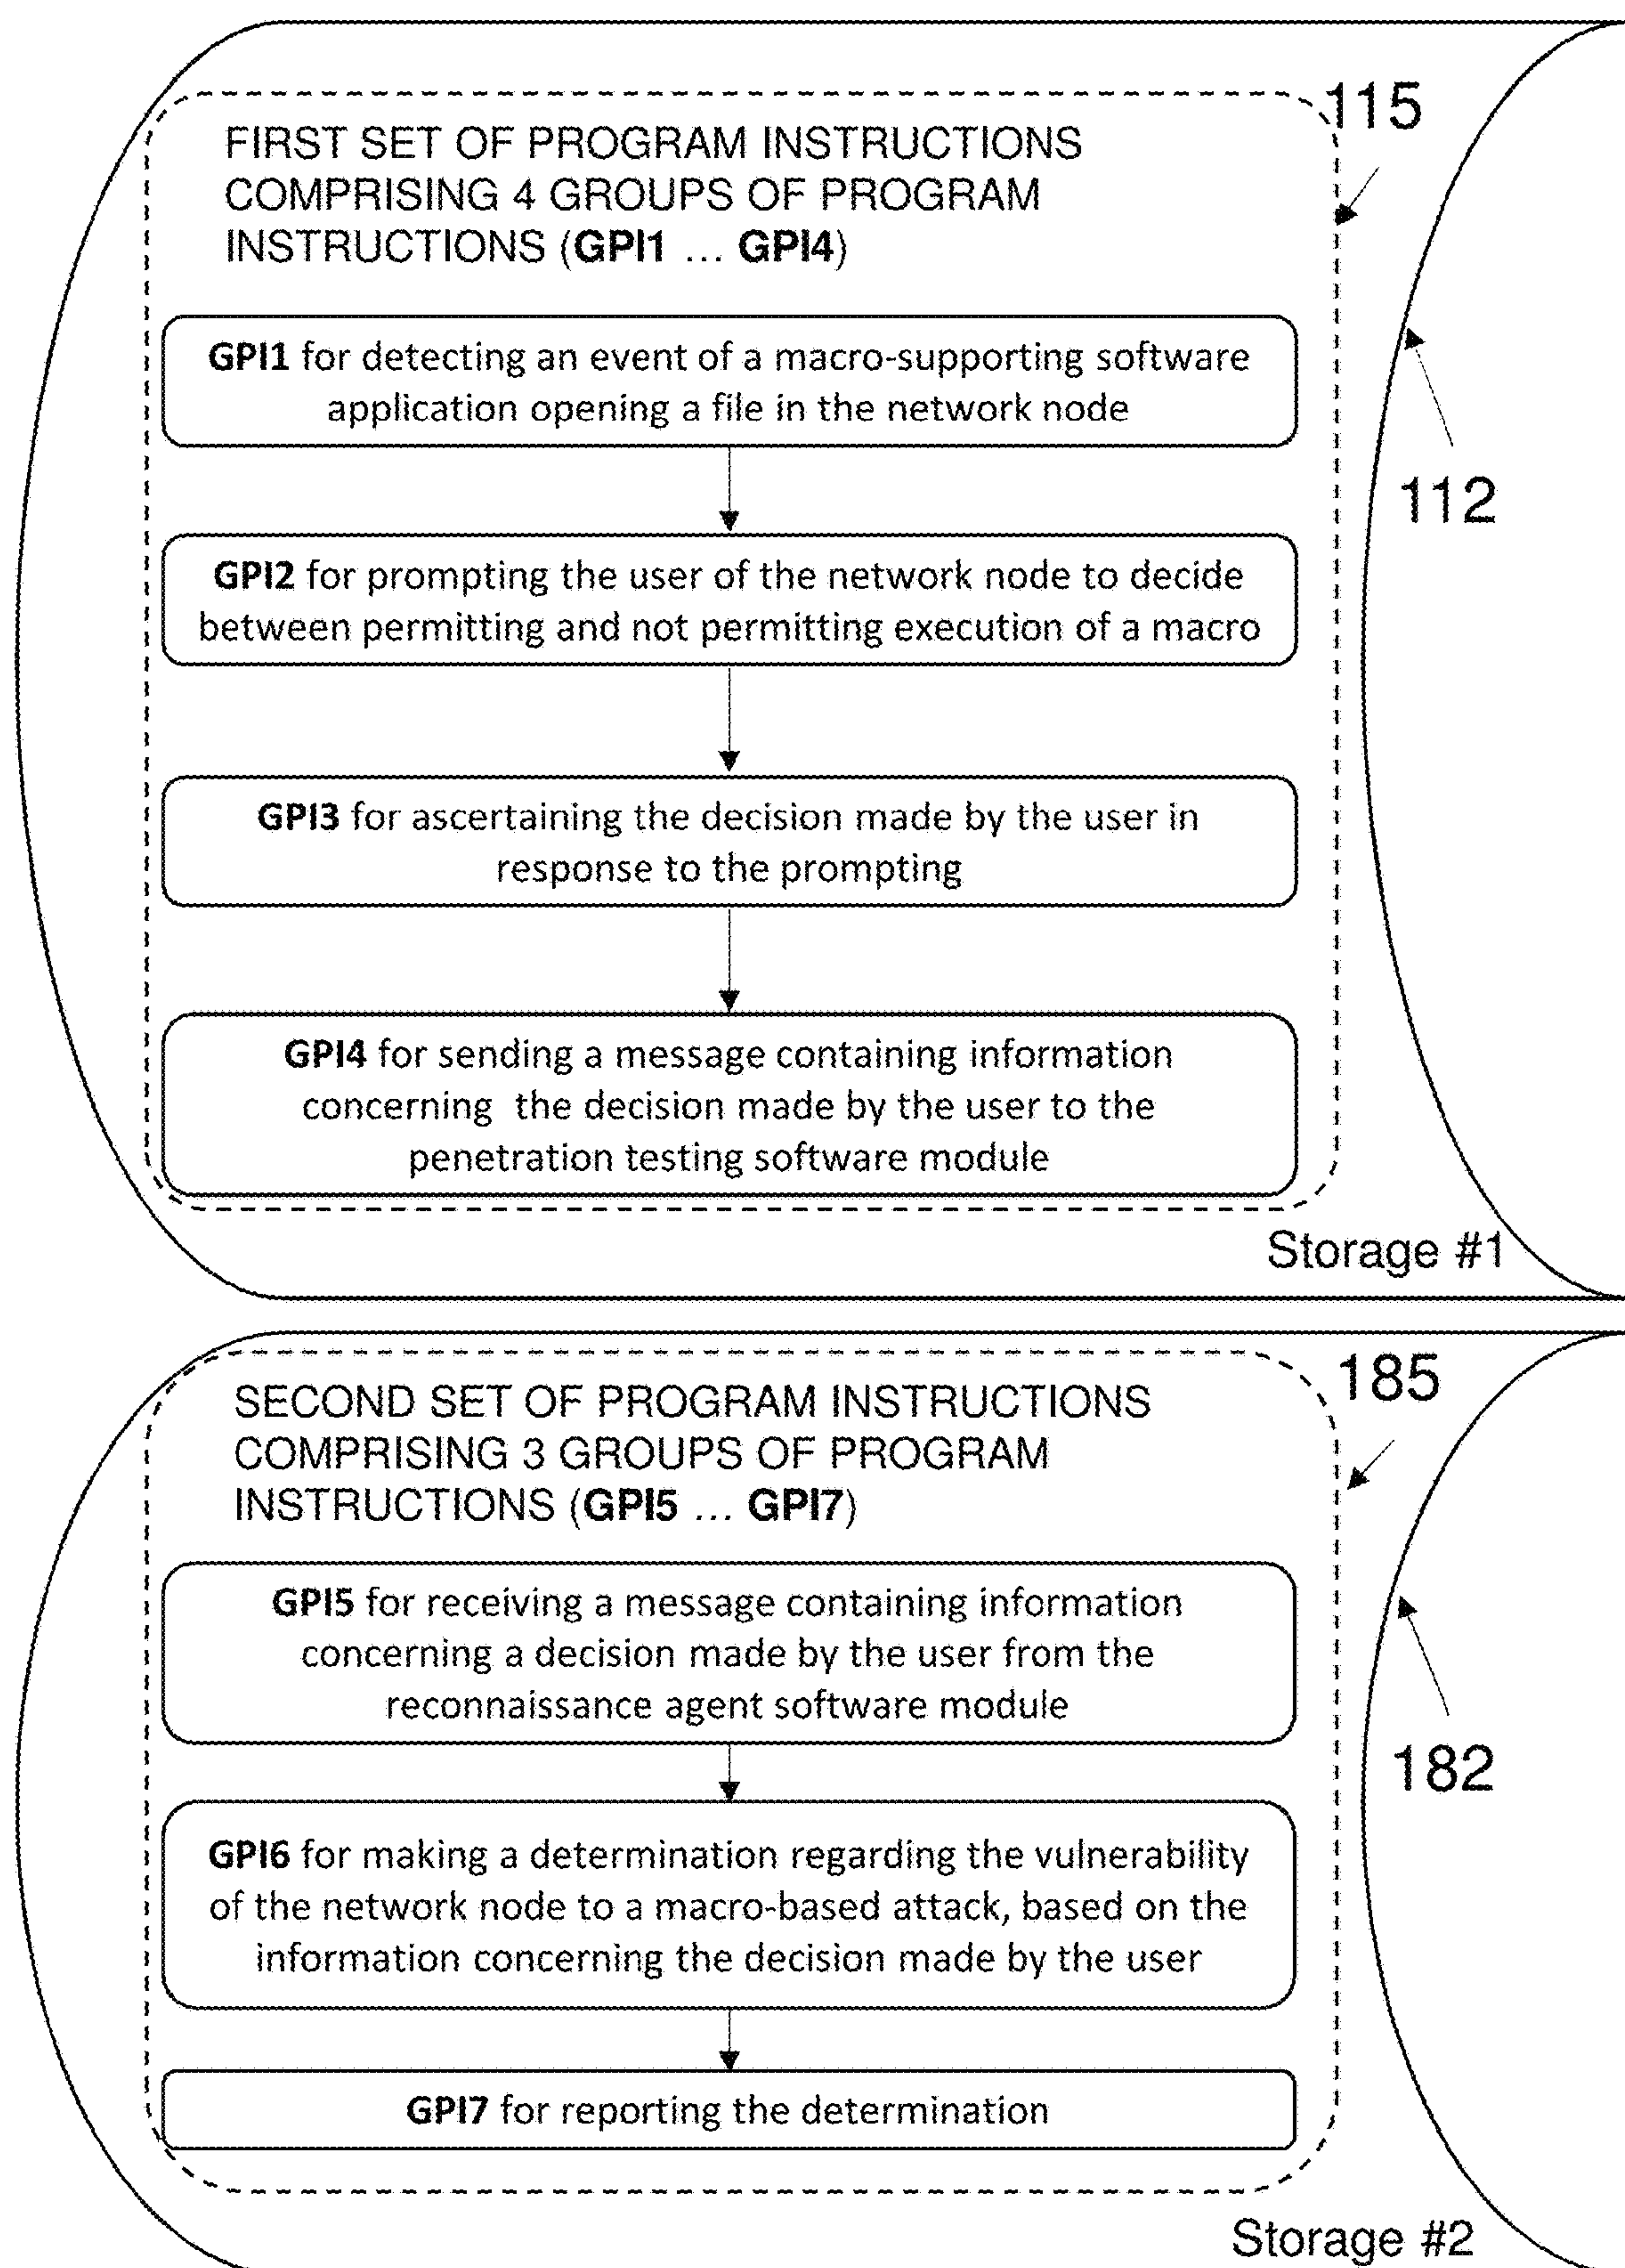 115
FIRST SET OF PROGRAM INSTRUCTIONS
COMPRISING 4 GROUPS OF PROGRAM
INSTRUCTIONS (GPI1 ... GPI4)
GPI1 for detecting an event of a macro-supporting software
application opening a file in the network node
112
GPI2 for prompting the user of the network node to decide
between permitting and not permitting execution of a macro
GPI3 for ascertaining the decision made by the user in
response to the prompting
GPI4 for sending a message containing information
concerning the decision made by the user to the
penetration testing software module
Storage #1
185
SECOND SET OF PROGRAM INSTRUCTIONS
COMPRISING 3 GROUPS OF PROGRAM
INSTRUCTIONS (GPI5 ... GPI7)
GPI5 for receiving a message containing information
concerning a decision made by the user from the
reconnaissance agent software module
182
GPI6 for making a determination regarding the vulnerability
of the network node to a macro-based attack, based on the
information concerning the decision made by the user
GPI7 for reporting the determination
Storage #2